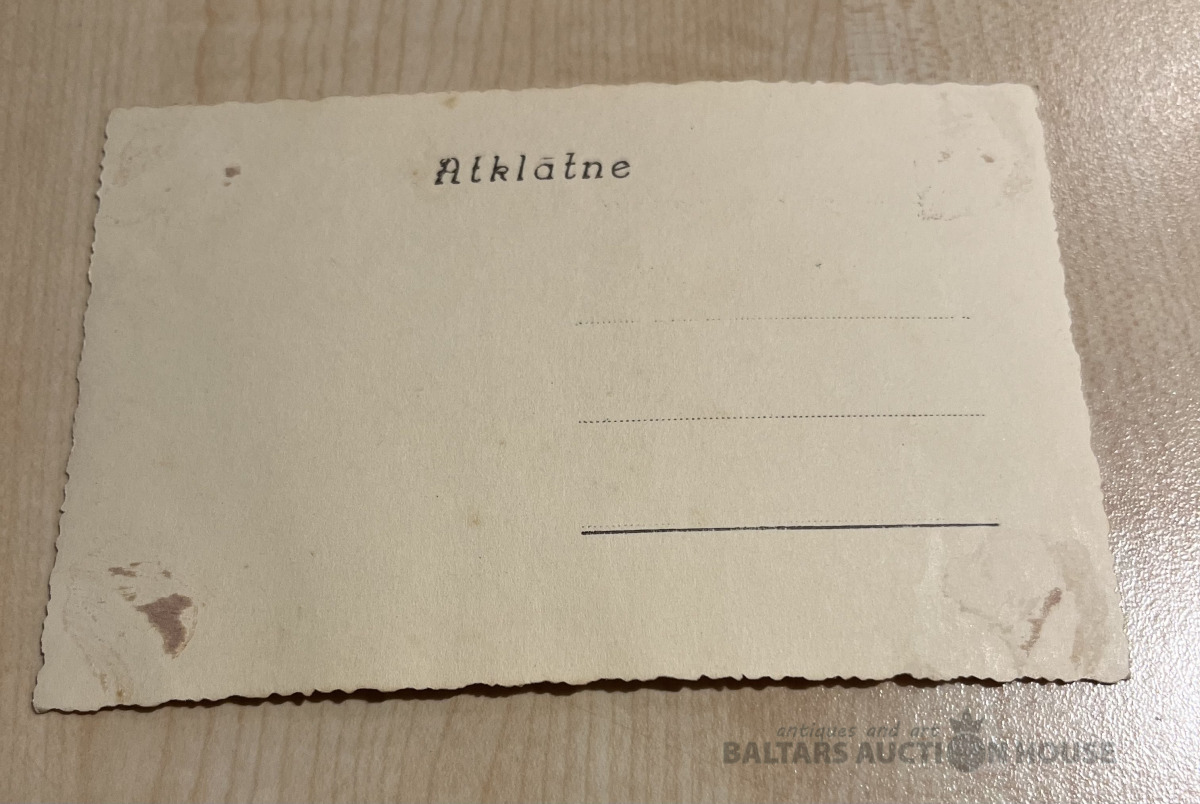 Atklātne
antiques and art
BALTARS AUCTION HOUSE